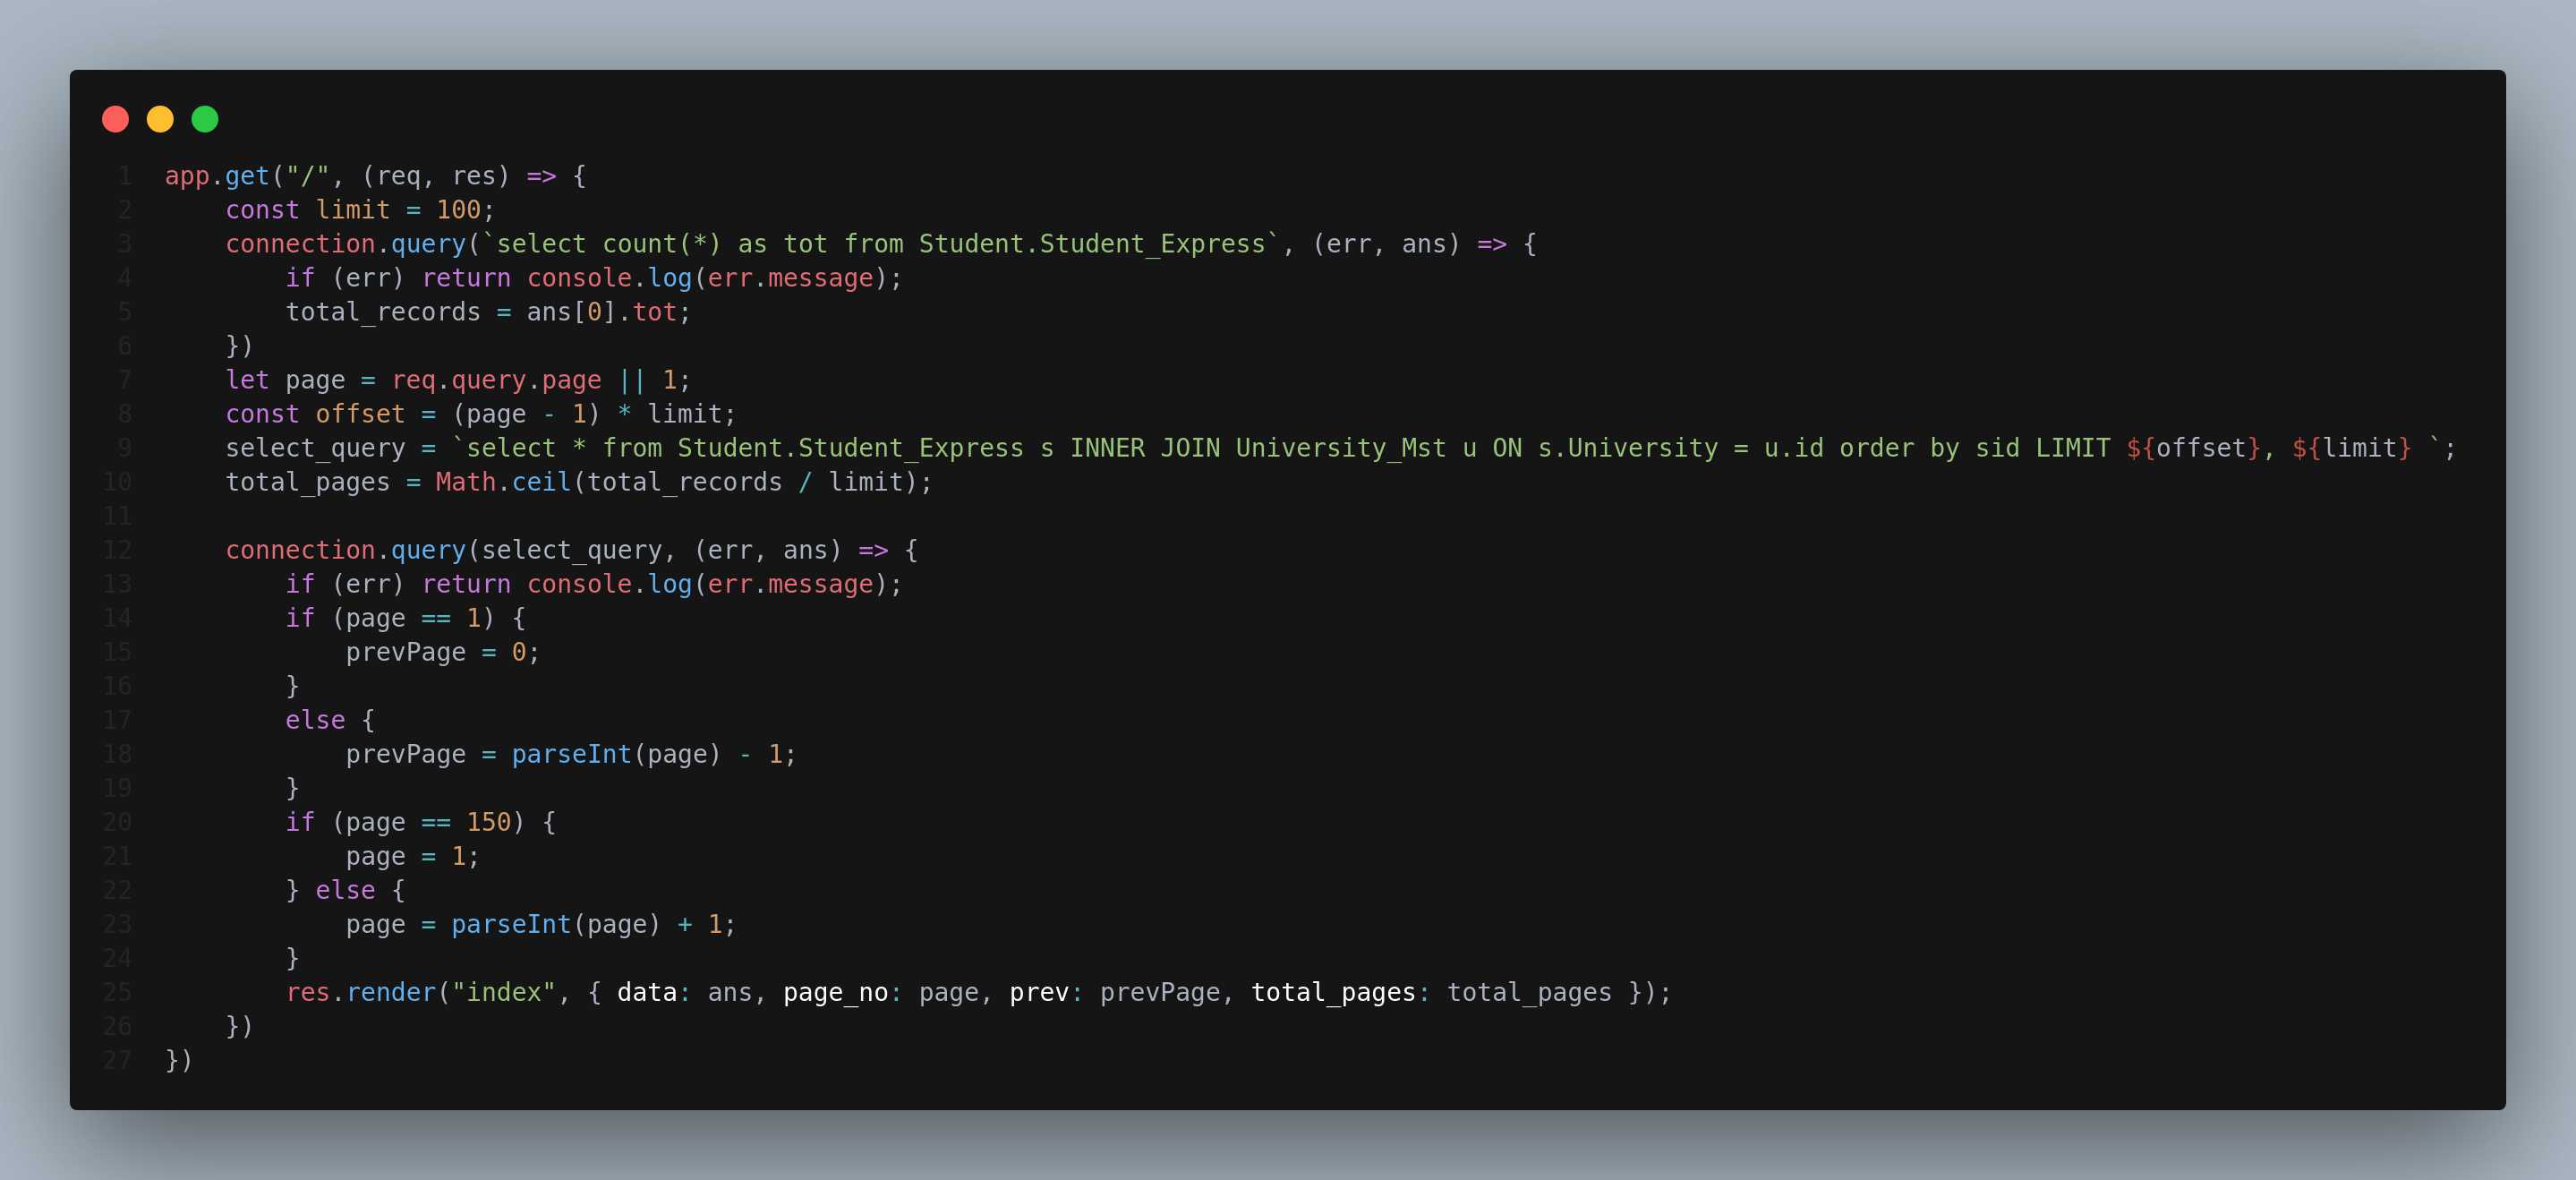 1 app.get("/", (req, res) => {
2     const limit = 100;
3     connection.query(`select count(*) as tot from Student.Student_Express`, (err, ans) => {
4         if (err) return console.log(err.message);
5         total_records = ans[0].tot;
6     })
7     let page = req.query.page || 1;
8     const offset = (page - 1) * limit;
9     select_query = `select * from Student.Student_Express s INNER JOIN University_Mst u ON s.University = u.id order by sid LIMIT ${offset}, ${limit} `;
10     total_pages = Math.ceil(total_records / limit);
11
12     connection.query(select_query, (err, ans) => {
13         if (err) return console.log(err.message);
14         if (page == 1) {
15             prevPage = 0;
16         }
17         else {
18             prevPage = parseInt(page) - 1;
19         }
20         if (page == 150) {
21             page = 1;
22         } else {
23             page = parseInt(page) + 1;
24         }
25         res.render("index", { data: ans, page_no: page, prev: prevPage, total_pages: total_pages });
26     })
27 })